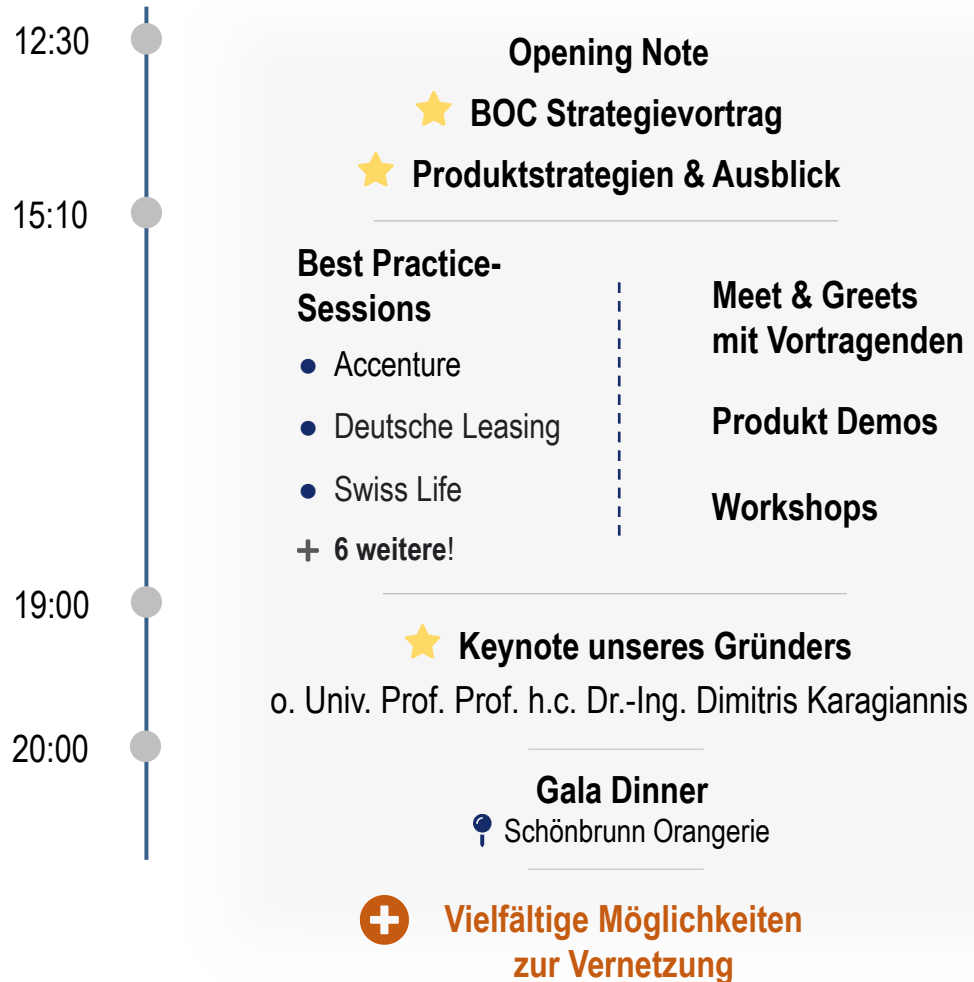 12:30
Opening Note
BOC Strategievortrag
Produktstrategien & Ausblick
15:10
Best Practice-
Sessions
Accenture
Deutsche Leasing
Swiss Life
+ 6 weitere!
Meet & Greets
mit Vortragenden
Produkt Demos
Workshops
19:00
Keynote unseres Gründers
o. Univ. Prof. Prof. h.c. Dr.-Ing. Dimitris Karagiannis
20:00
Gala Dinner
Schönbrunn Orangerie
Vielfältige Möglichkeiten
zur Vernetzung